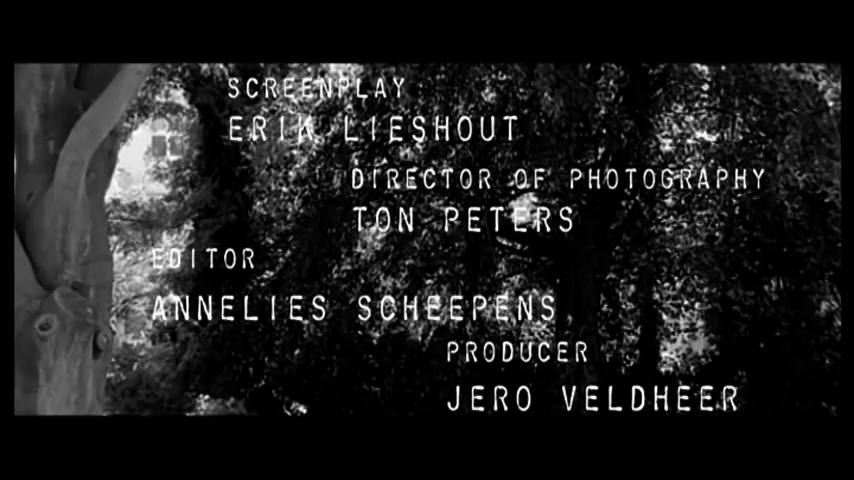 SCREENPLAY
ERIK LIESHOUT
DIRECTOR OF PHOTOGRAPHY
TON PETERS
EDITOR
ANNELIES SCHEEPENS
PRODUCER
JERO VELDHEER